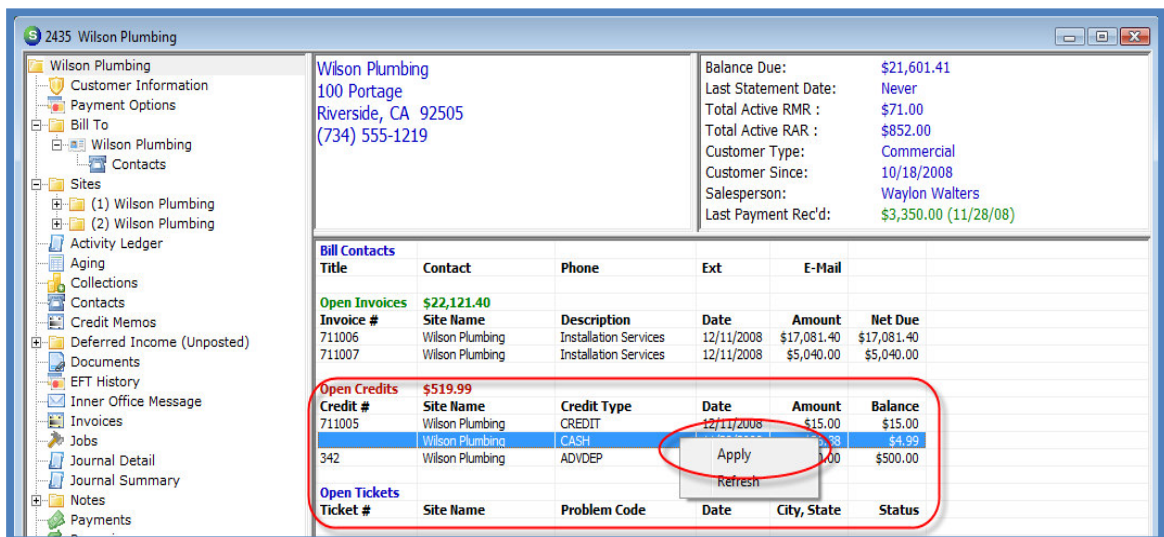 2435 Wilson Plumbing
Wilson Plumbing
Customer Information
Payment Options
Bill To
Wilson Plumbing
Contacts
Sites
(1) Wilson Plumbing
(2) Wilson Plumbing
Activity Ledger
Aging
Collections
Contacts
Credit Memos
Deferred Income (Unposted)
Documents
EFT History
Inner Office Message
Invoices
Jobs
Journal Detail
Journal Summary
Notes
Payments
Wilson Plumbing
100 Portage
Riverside, CA 92505
(734) 555-1219
Balance Due: $21,601.41
Last Statement Date: Never
Total Active RMR : $71.00
Total Active RAR : $852.00
Customer Type: Commercial
Customer Since: 10/18/2008
Salesperson: Waylon Walters
Last Payment Rec'd: $3,350.00 (11/28/08)
Bill Contacts
Title Contact Phone Ext E-Mail
Open Invoices $22,121.40
Invoice # Site Name Description Date Amount Net Due
711006 Wilson Plumbing Installation Services 12/11/2008 $17,081.40 $17,081.40
711007 Wilson Plumbing Installation Services 12/11/2008 $5,040.00 $5,040.00
Open Credits $519.99
Credit # Site Name Credit Type Date Amount Balance
711005 Wilson Plumbing CREDIT 12/11/2008 $15.00 $15.00
Wilson Plumbing CASH $4.99
342 Wilson Plumbing ADVDEP $500.00
Apply
Refresh
Open Tickets
Ticket # Site Name Problem Code Date City, State Status